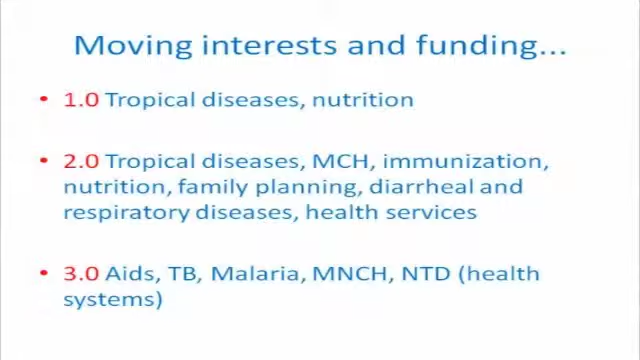 Moving interests and funding...
• 1.0 Tropical diseases, nutrition
• 2.0 Tropical diseases, MCH, immunization,
nutrition, family planning, diarrheal and
respiratory diseases, health services
• 3.0 Aids, TB, Malaria, MNCH, NTD (health
systems)